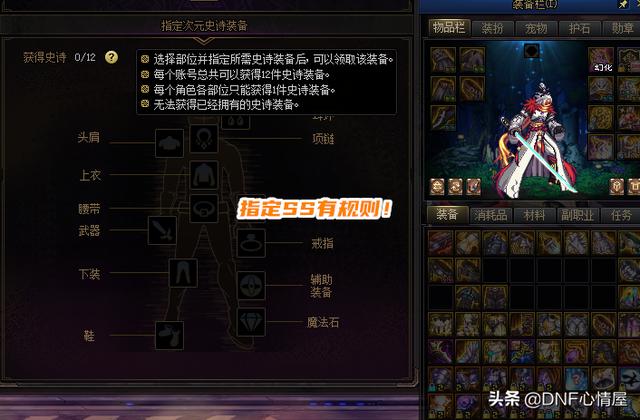 指定次元史诗装备
获得史诗 0/12 ?
选择部位并指定所需史诗装备后,可以领取该装备。
每个账号总共可以获得12件史诗装备。
每个角色各部位只能获得1件史诗装备。
无法获得已经拥有的史诗装备。
头肩
项链
上衣
腰带
武器
戒指
下装
辅助
装备
鞋
魔法石
指定SS有规则!
装备栏(I)
物品栏 装扮 宠物 护石 勋章
幻化
装备 消耗品 材料 副职业 任务
头条 @DNF心情屋